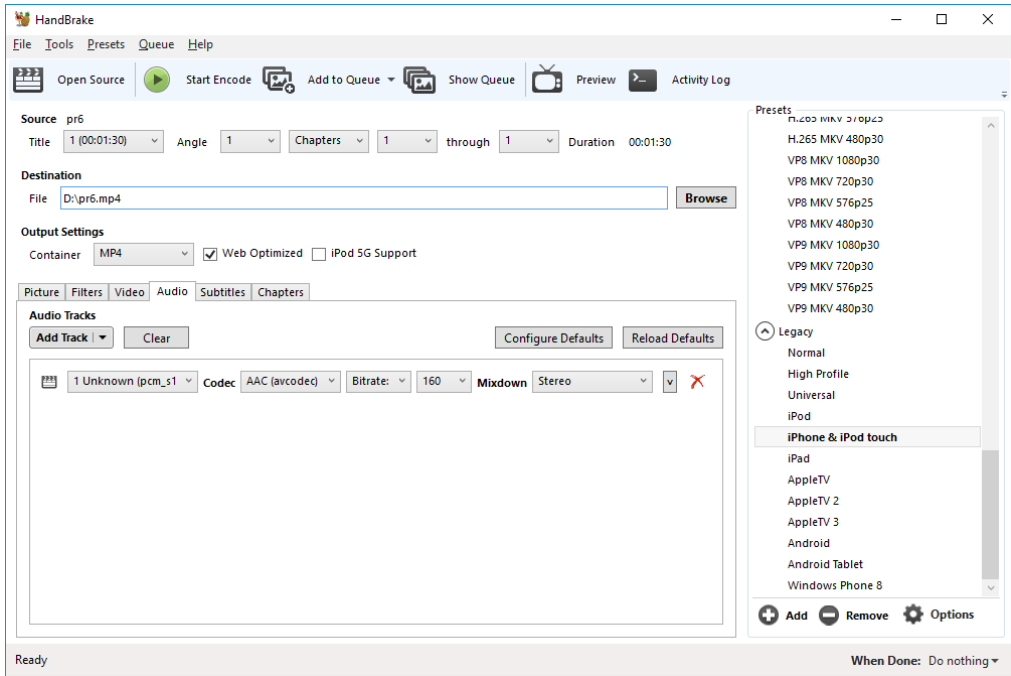 HandBrake
File Tools Presets Queue Help
Open Source Start Encode Add to Queue Show Queue Preview Activity Log
Source pr6
Title 1 (00:01:30) Angle 1 Chapters 1 through 1 Duration 00:01:30
Destination
File D:\pr6.mp4 Browse
Output Settings
Container MP4 Web Optimized iPod 5G Support
Picture Filters Video Audio Subtitles Chapters
Audio Tracks
Add Track Clear Configure Defaults Reload Defaults
1 Unknown (pcm_s1 Codec AAC (avcodec) Bitrate: 160 Mixdown Stereo v
Presets
H.265 MKV 576p25
H.265 MKV 480p30
VP8 MKV 1080p30
VP8 MKV 720p30
VP8 MKV 576p25
VP8 MKV 480p30
VP9 MKV 1080p30
VP9 MKV 720p30
VP9 MKV 576p25
VP9 MKV 480p30
Legacy
Normal
High Profile
Universal
iPod
iPhone & iPod touch
iPad
AppleTV
AppleTV 2
AppleTV 3
Android
Android Tablet
Windows Phone 8
Add Remove Options
Ready When Done: Do nothing